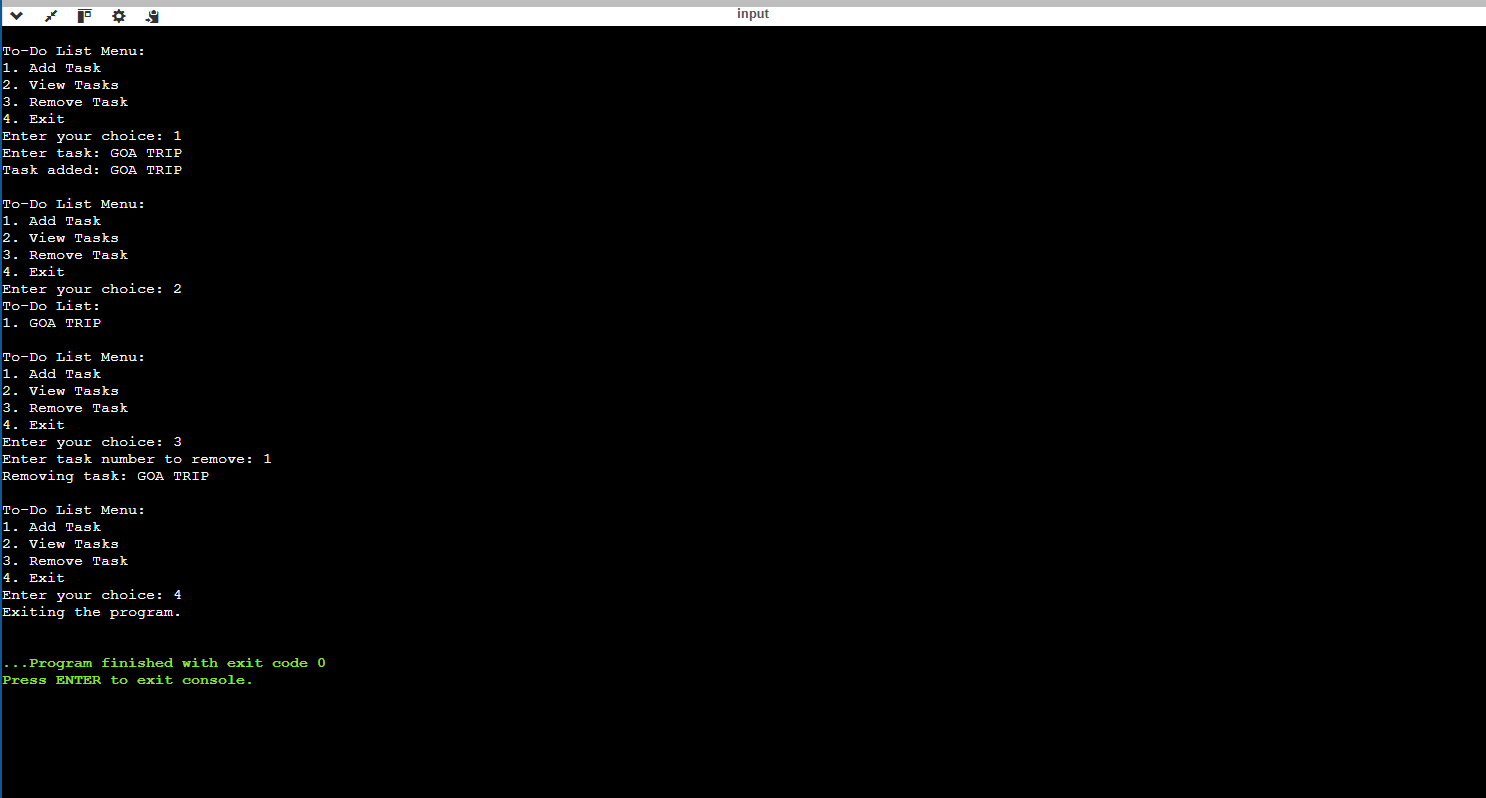 input
To-Do List Menu:
1. Add Task
2. View Tasks
3. Remove Task
4. Exit
Enter your choice: 1
Enter task: GOA TRIP
Task added: GOA TRIP
To-Do List Menu:
1. Add Task
2. View Tasks
3. Remove Task
4. Exit
Enter your choice: 2
To-Do List:
1. GOA TRIP
To-Do List Menu:
1. Add Task
2. View Tasks
3. Remove Task
4. Exit
Enter your choice: 3
Enter task number to remove: 1
Removing task: GOA TRIP
To-Do List Menu:
1. Add Task
2. View Tasks
3. Remove Task
4. Exit
Enter your choice: 4
Exiting the program.
...Program finished with exit code 0
Press ENTER to exit console.